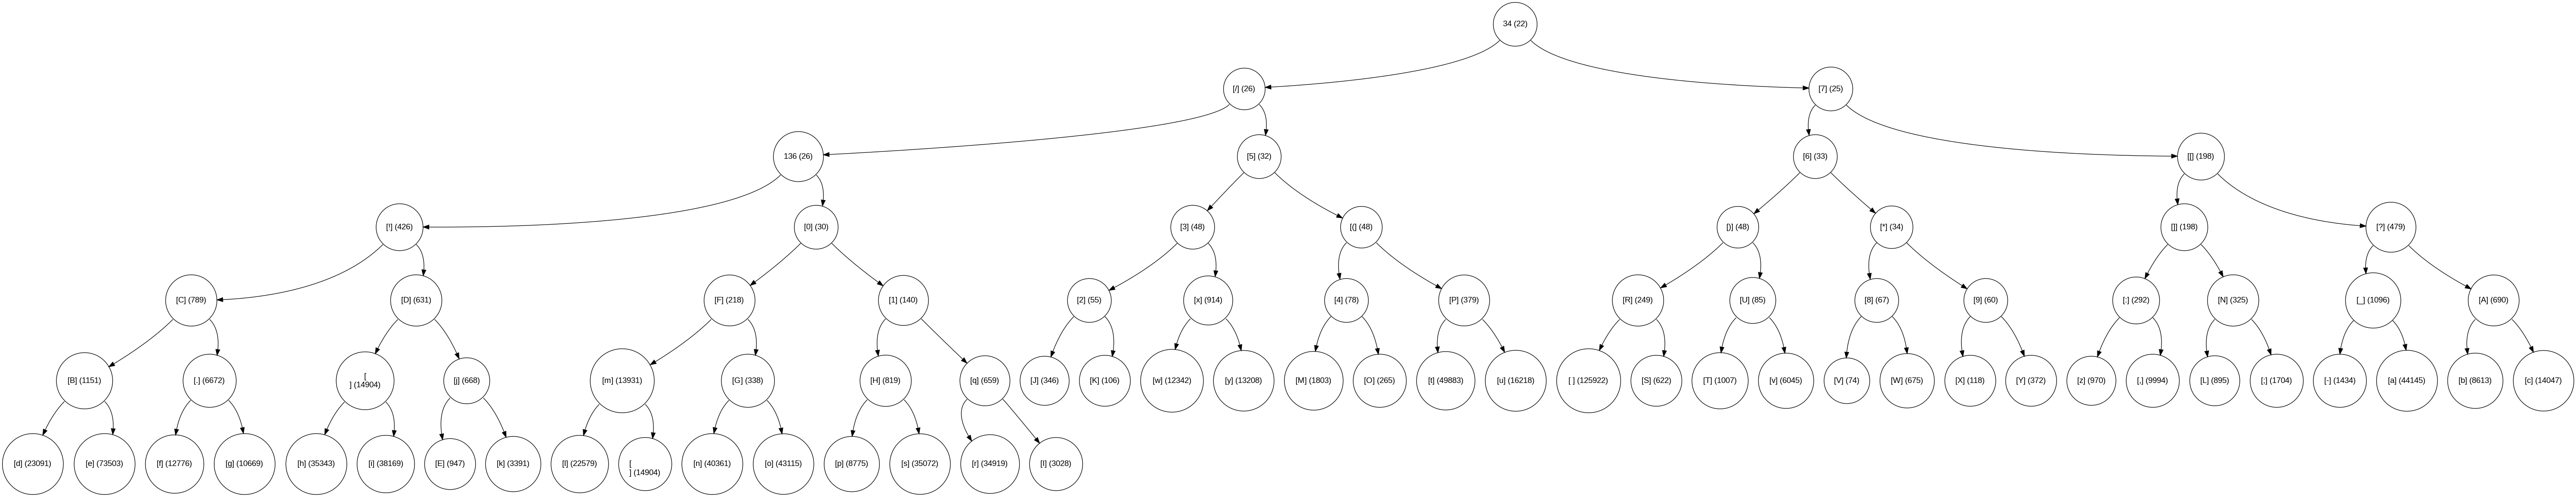 34 (22)
[/] (26)
[7] (25)
136 (26)
[5] (32)
[6] (33)
[[] (198)
[!] (426)
[0] (30)
[3] (48)
[(] (48)
[)] (48)
[*] (34)
[]] (198)
[?] (479)
[C] (789)
[D] (631)
[F] (218)
[1] (140)
[2] (55)
[x] (914)
[4] (78)
[P] (379)
[R] (249)
[U] (85)
[8] (67)
[9] (60)
[:] (292)
[N] (325)
[_] (1096)
[A] (690)
[B] (1151)
[.] (6672)
[
] (14904)
[j] (668)
[m] (13931)
[G] (338)
[H] (819)
[q] (659)
[J] (346)
[K] (106)
[w] (12342)
[y] (13208)
[M] (1803)
[O] (265)
[t] (49883)
[u] (16218)
[ ] (125922)
[S] (622)
[T] (1007)
[v] (6045)
[V] (74)
[W] (675)
[X] (118)
[Y] (372)
[z] (970)
[,] (9994)
[L] (895)
[;] (1704)
[-] (1434)
[a] (44145)
[b] (8613)
[c] (14047)
[d] (23091)
[e] (73503)
[f] (12776)
[g] (10669)
[h] (35343)
[i] (38169)
[E] (947)
[k] (3391)
[l] (22579)
[
] (14904)
[n] (40361)
[o] (43115)
[p] (8775)
[s] (35072)
[r] (34919)
[I] (3028)